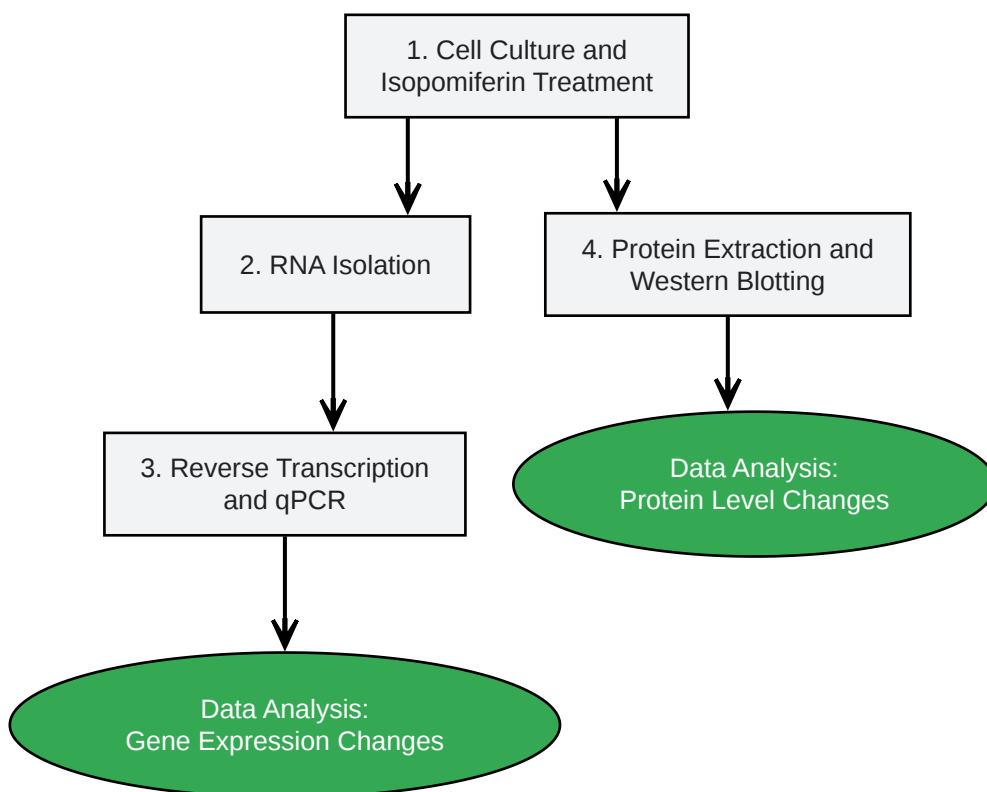 1. Cell Culture and
Isopomiferin Treatment
2. RNA Isolation
4. Protein Extraction and
Western Blotting
3. Reverse Transcription
and qPCR
Data Analysis:
Protein Level Changes
Data Analysis:
Gene Expression Changes